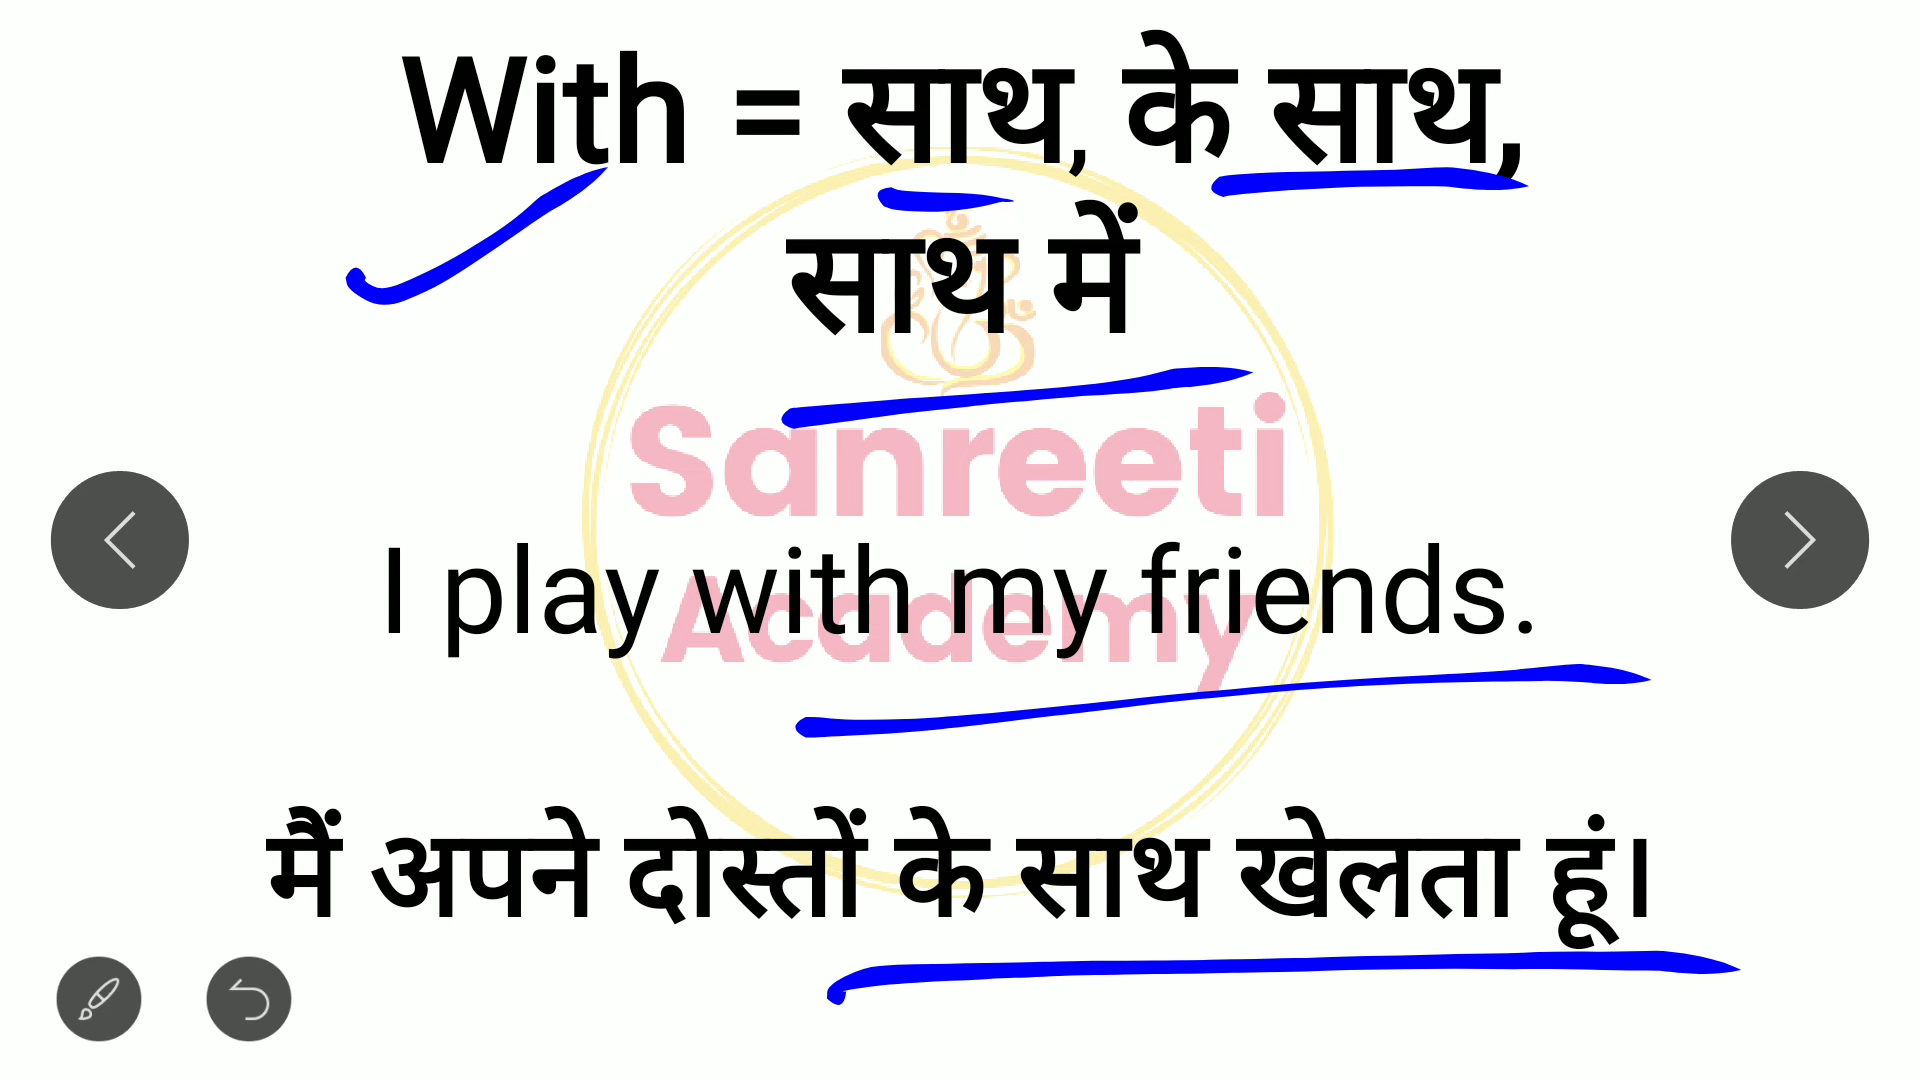 With = साथ, के साथ,
साथ में
Sanreeti
I play with my friends.
Academy
मैं अपने दोस्तों के साथ खेलता हूं।